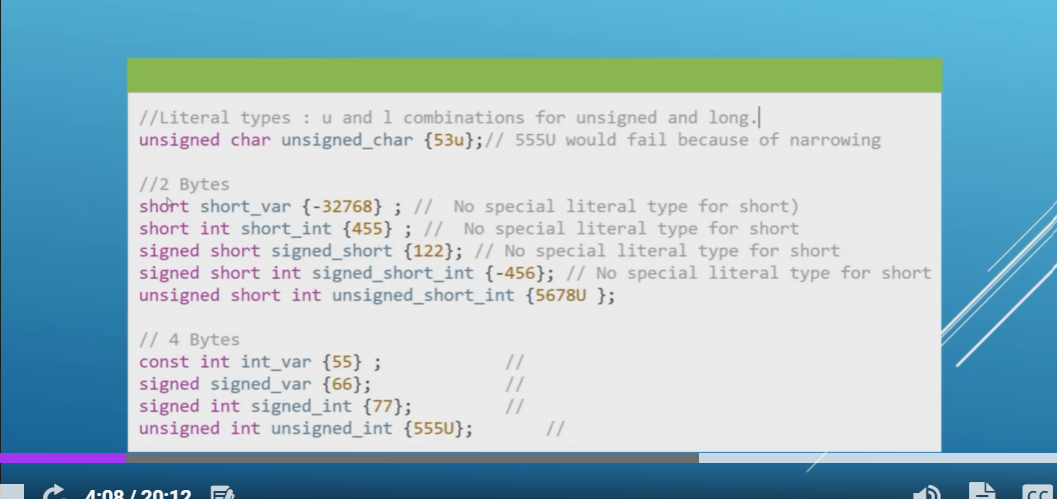 //Literal types : u and l combinations for unsigned and long.
unsigned char unsigned_char {53u};// 555U would fail because of narrowing
//2 Bytes
short short_var {-32768} ; //  No special literal type for short)
short int short_int {455} ; //  No special literal type for short
signed short signed_short {122}; // No special literal type for short
signed short int signed_short_int {-456}; // No special literal type for short
unsigned short int unsigned_short_int {5678U };
// 4 Bytes
const int int_var {55} ; //
signed signed_var {66}; //
signed int signed_int {77}; //
unsigned int unsigned_int {555U}; //
4:08 / 20:12
CC